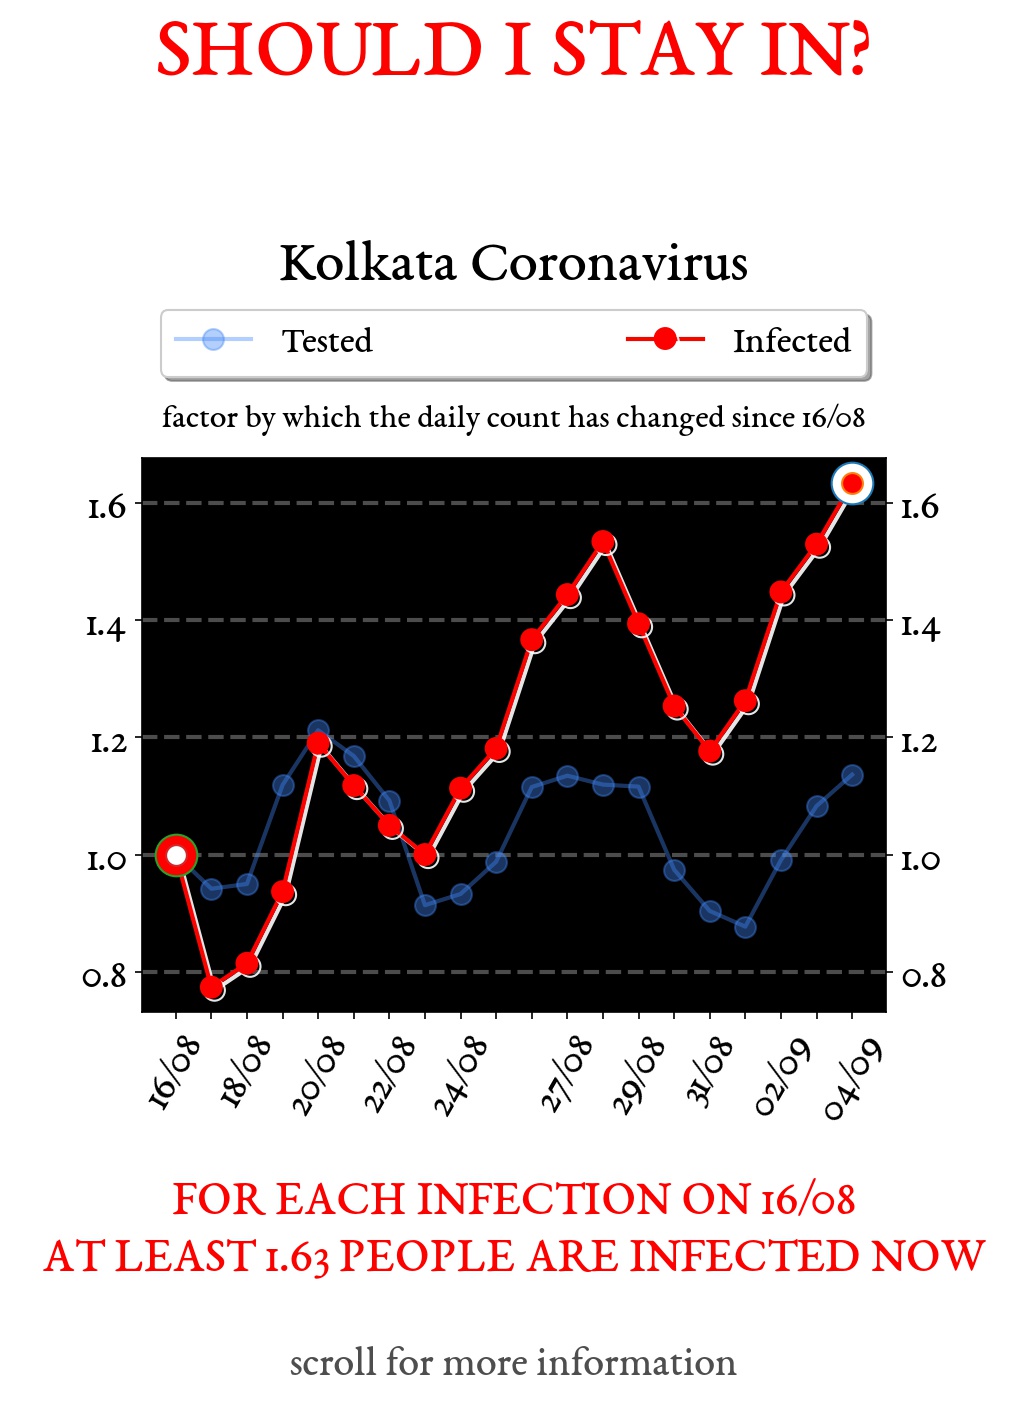 SHOULD I STAY IN?
Kolkata Coronavirus
Tested Infected
factor by which the daily count has changed since 16/08
1.6 1.6
1.4 1.4
1.2 1.2
1.0 1.0
0.8 0.8
16/08 18/08 20/08 22/08 24/08 27/08 29/08 31/08 02/09 04/09
FOR EACH INFECTION ON 16/08
AT LEAST 1.63 PEOPLE ARE INFECTED NOW
scroll for more information